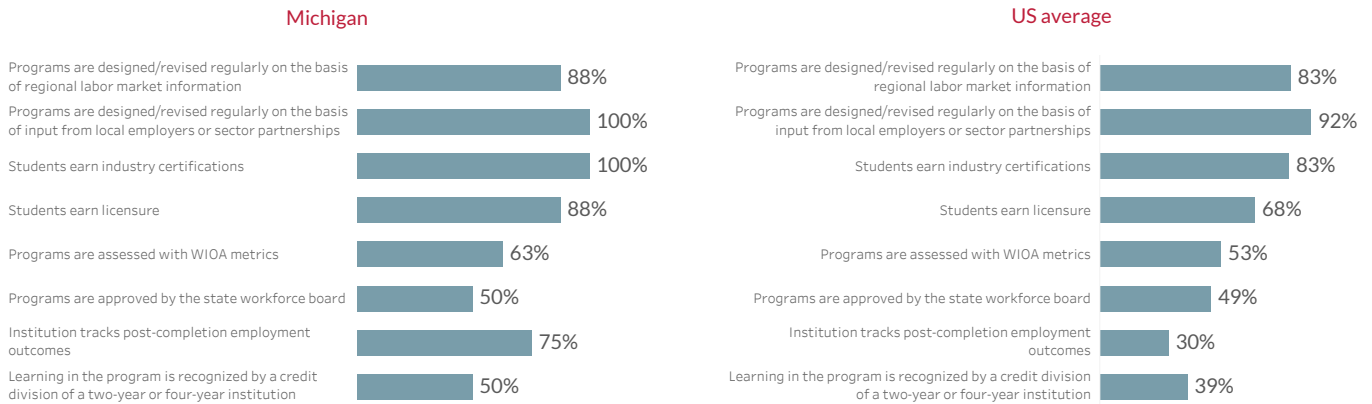 Michigan
Programs are designed/revised regularly on the basis
of regional labor market information
88%
Programs are designed/revised regularly on the basis
of input from local employers or sector partnerships
100%
Students earn industry certifications
100%
Students earn licensure
88%
Programs are assessed with WIOA metrics
63%
Programs are approved by the state workforce board
50%
Institution tracks post-completion employment
outcomes
75%
Learning in the program is recognized by a credit
division of a two-year or four-year institution
50%
US average
Programs are designed/revised regularly on the basis of
regional labor market information
83%
Programs are designed/revised regularly on the basis of
input from local employers or sector partnerships
92%
Students earn industry certifications
83%
Students earn licensure
68%
Programs are assessed with WIOA metrics
53%
Programs are approved by the state workforce board
49%
Institution tracks post-completion employment
outcomes
30%
Learning in the program is recognized by a credit division
of a two-year or four-year institution
39%